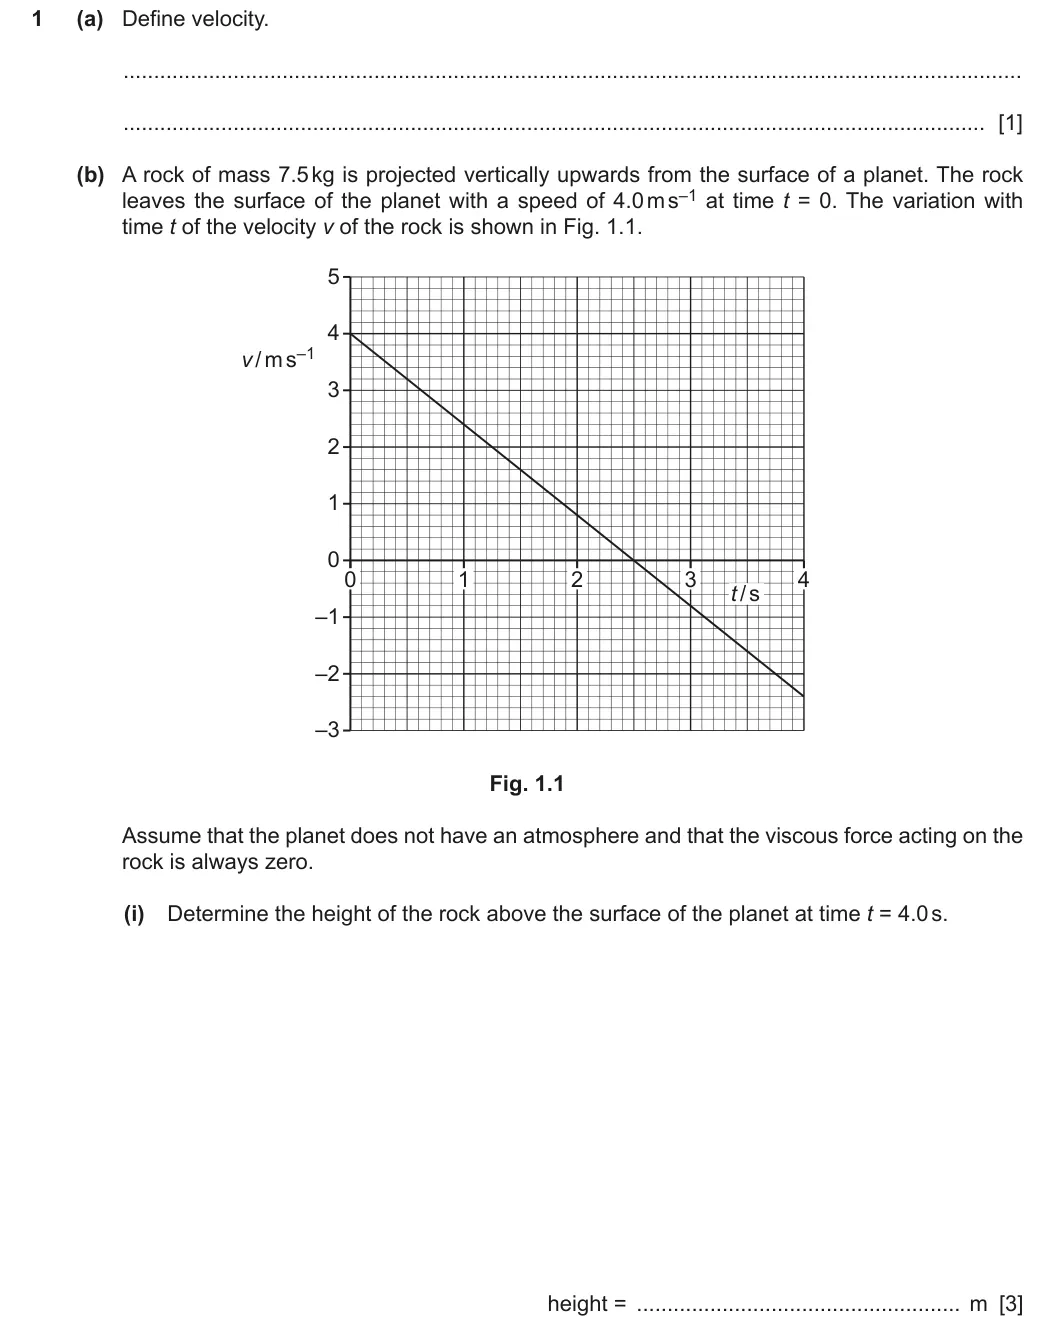 1 (a) Define velocity.
..........................................................................................................................................................
.................................................................................................................................................... [1]
(b) A rock of mass 7.5 kg is projected vertically upwards from the surface of a planet. The rock
leaves the surface of the planet with a speed of 4.0 m s⁻¹ at time t = 0. The variation with
time t of the velocity v of the rock is shown in Fig. 1.1.
5
4
v / m s⁻¹
3
2
1
0
0 1 2 3 4
t / s
–1
–2
–3
Fig. 1.1
Assume that the planet does not have an atmosphere and that the viscous force acting on the
rock is always zero.
(i) Determine the height of the rock above the surface of the planet at time t = 4.0 s.
height = ..................................................... m [3]